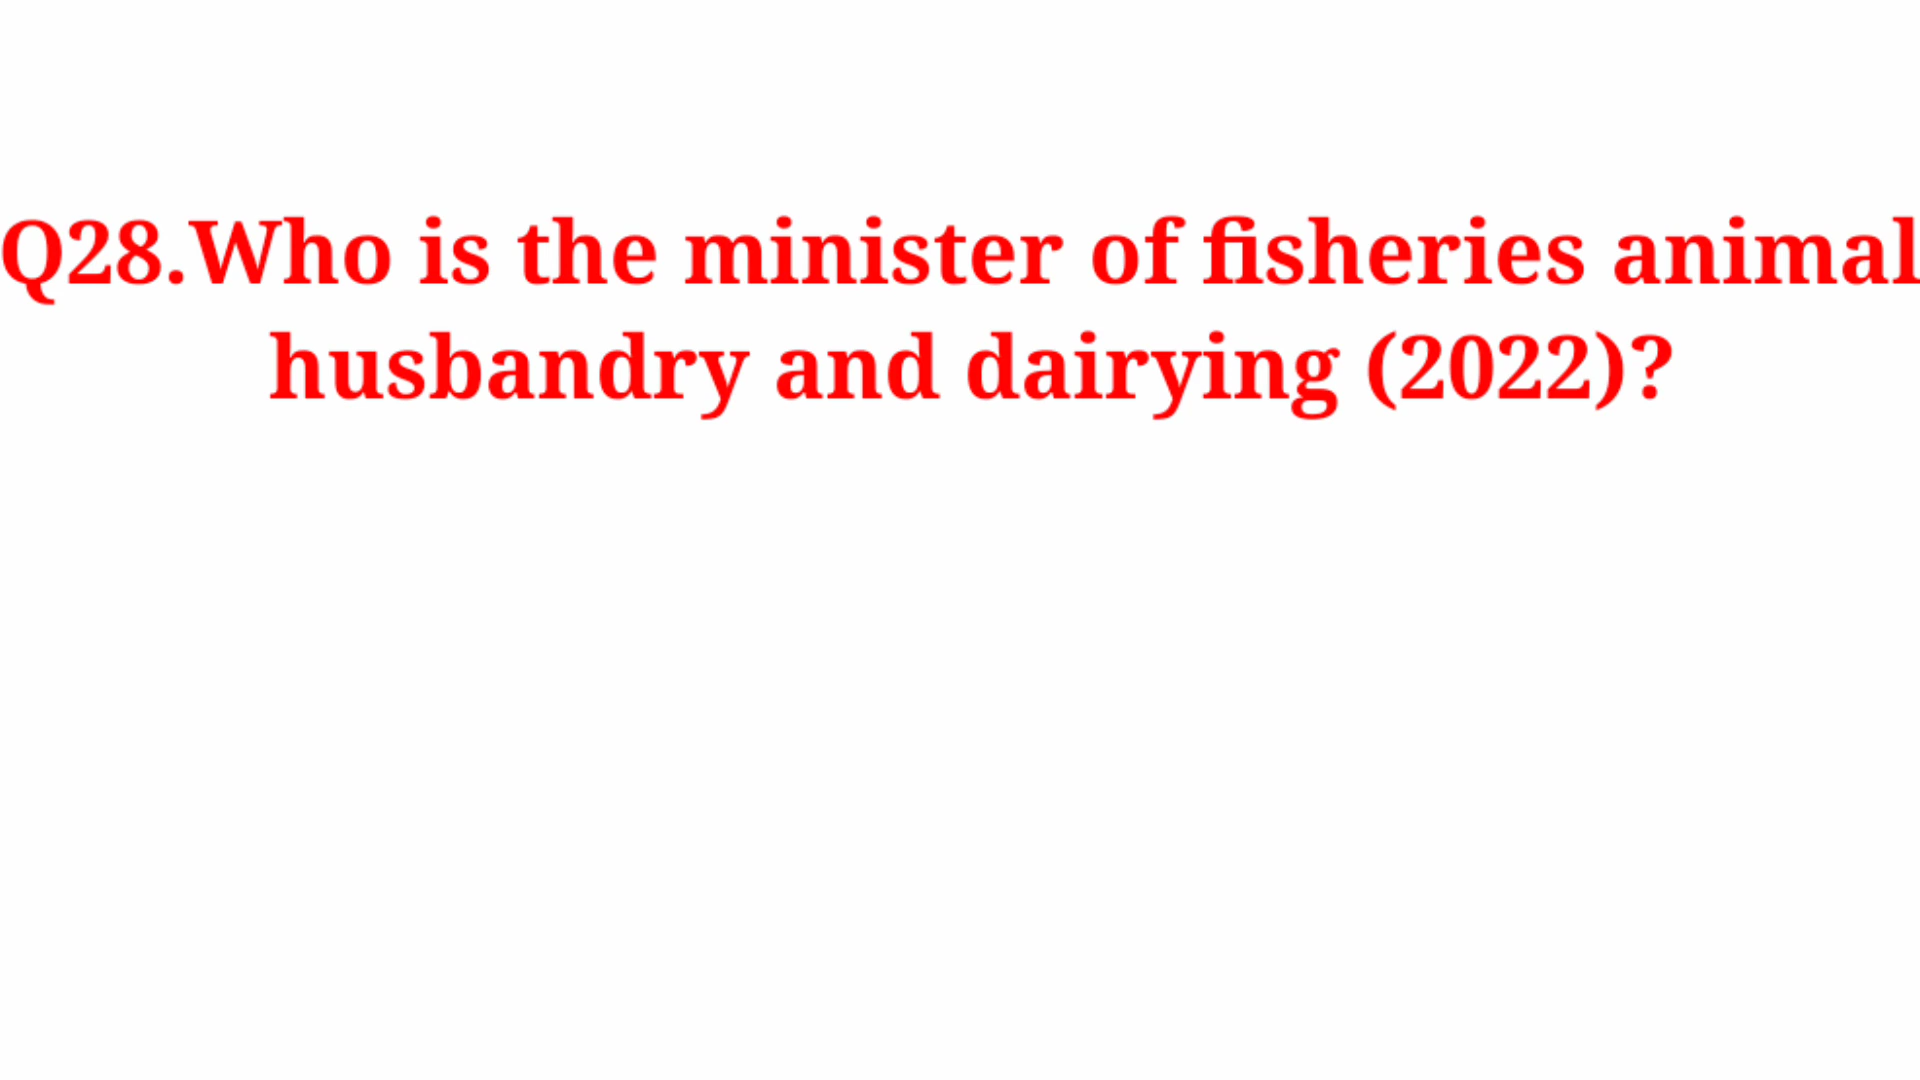 Q28.Who is the minister of fisheries animal
husbandry and dairying (2022)?